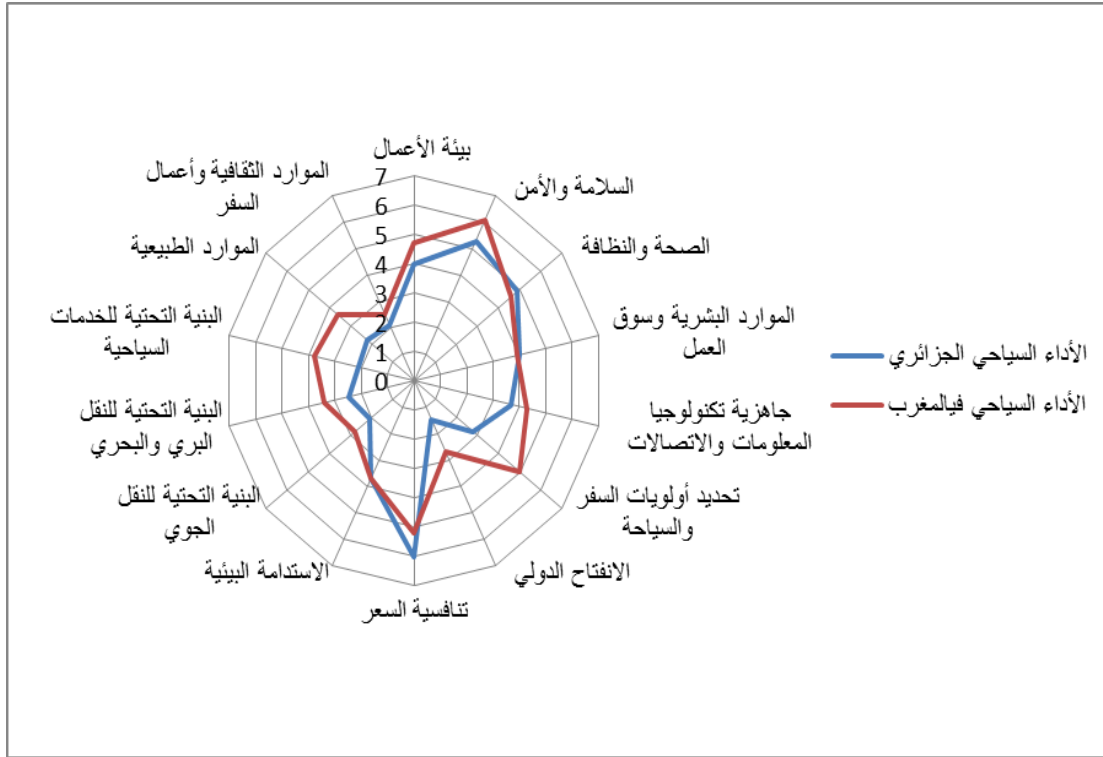 بيئة الأعمال
السلامة والأمن
الصحة والنظافة
الموارد البشرية وسوق
العمل
جاهزية تكنولوجيا
المعلومات والاتصالات
تحديد أولويات السفر
والسياحة
الانفتاح الدولي
تنافسية السعر
الاستدامة البيئية
البنية التحتية للنقل
الجوي
البنية التحتية للنقل
البري والبحري
البنية التحتية للخدمات
السياحية
الموارد الطبيعية
الموارد الثقافية وأعمال
السفر
7
6
5
4
3
2
1
0
الأداء السياحي الجزائري
الأداء السياحي فيالمغرب